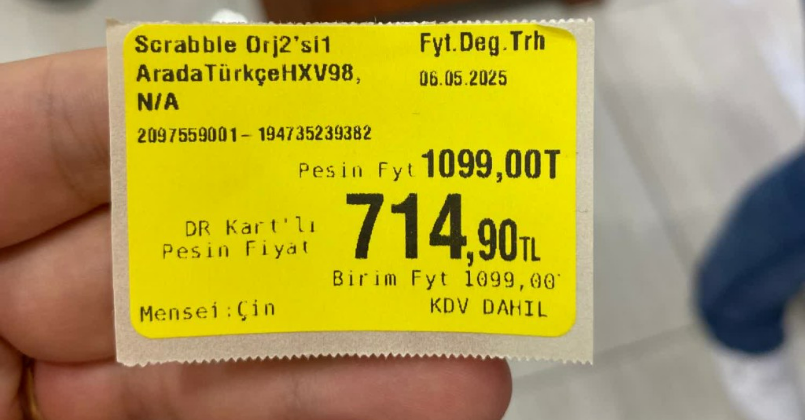 Scrabble Orj2'si1 Fyt.Deg.Trh
AradaTürkçeHXV98, 06.05.2025
N/A
2097559001- 194735239382
Pesin Fyt 1099,00T
DR Kart'lı
Pesin Fiyat 714,90TL
Birim Fyt 1099,00
Mensei:Çin KDV DAHIL